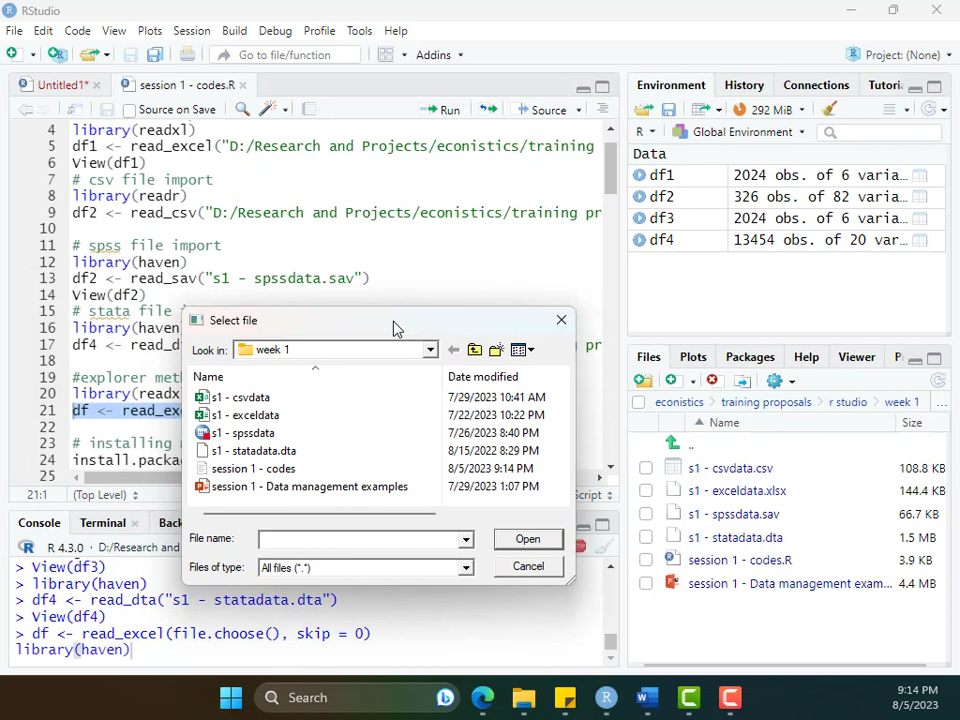 RStudio
File Edit Code View Plots Session Build Debug Profile Tools Help
Go to file/function Addins Project: (None)
Untitled1* session 1 - codes.R
Source on Save Run Source
4 library(readxl)
5 df1 <- read_excel("D:/Research and Projects/econistics/training
6 View(df1)
7 # csv file import
8 library(readr)
9 df2 <- read_csv("D:/Research and Projects/econistics/training pr
10
11 # spss file import
12 library(haven)
13 df2 <- read_sav("s1 - spssdata.sav")
14 View(df2)
15 # stata file
16 library(haven
17 df4 <- read_d
18
19 #explorer met
20 library(readx
21 df <- read_ex
22
23 # installing
24 install.packa
25
21:1 (Top Level) Script
Select file
Look in: week 1
Name Date modified
s1 - csvdata 7/29/2023 10:41 AM
s1 - exceldata 7/22/2023 10:22 PM
s1 - spssdata 7/26/2023 8:40 PM
s1 - statadata.dta 8/15/2022 8:29 PM
session 1 - codes 8/5/2023 9:14 PM
session 1 - Data management examples 7/29/2023 1:07 PM
File name: Open
Files of type: All files (*.*) Cancel
Console Terminal Back
R 4.3.0 · D:/Research and
> View(df3)
> library(haven)
> df4 <- read_dta("s1 - statadata.dta")
> View(df4)
> df <- read_excel(file.choose(), skip = 0)
library(haven)
Environment History Connections Tutori
292 MiB
R Global Environment
Data
df1 2024 obs. of 6 varia...
df2 326 obs. of 82 varia...
df3 2024 obs. of 6 varia...
df4 13454 obs. of 20 var...
Files Plots Packages Help Viewer P
econistics training proposals r studio week 1 ...
Name Size
..
s1 - csvdata.csv 108.8 KB
s1 - exceldata.xlsx 144.4 KB
s1 - spssdata.sav 66.7 KB
s1 - statadata.dta 1.5 MB
session 1 - codes.R 3.9 KB
session 1 - Data management exam... 4.4 MB
Search
9:14 PM
8/5/2023